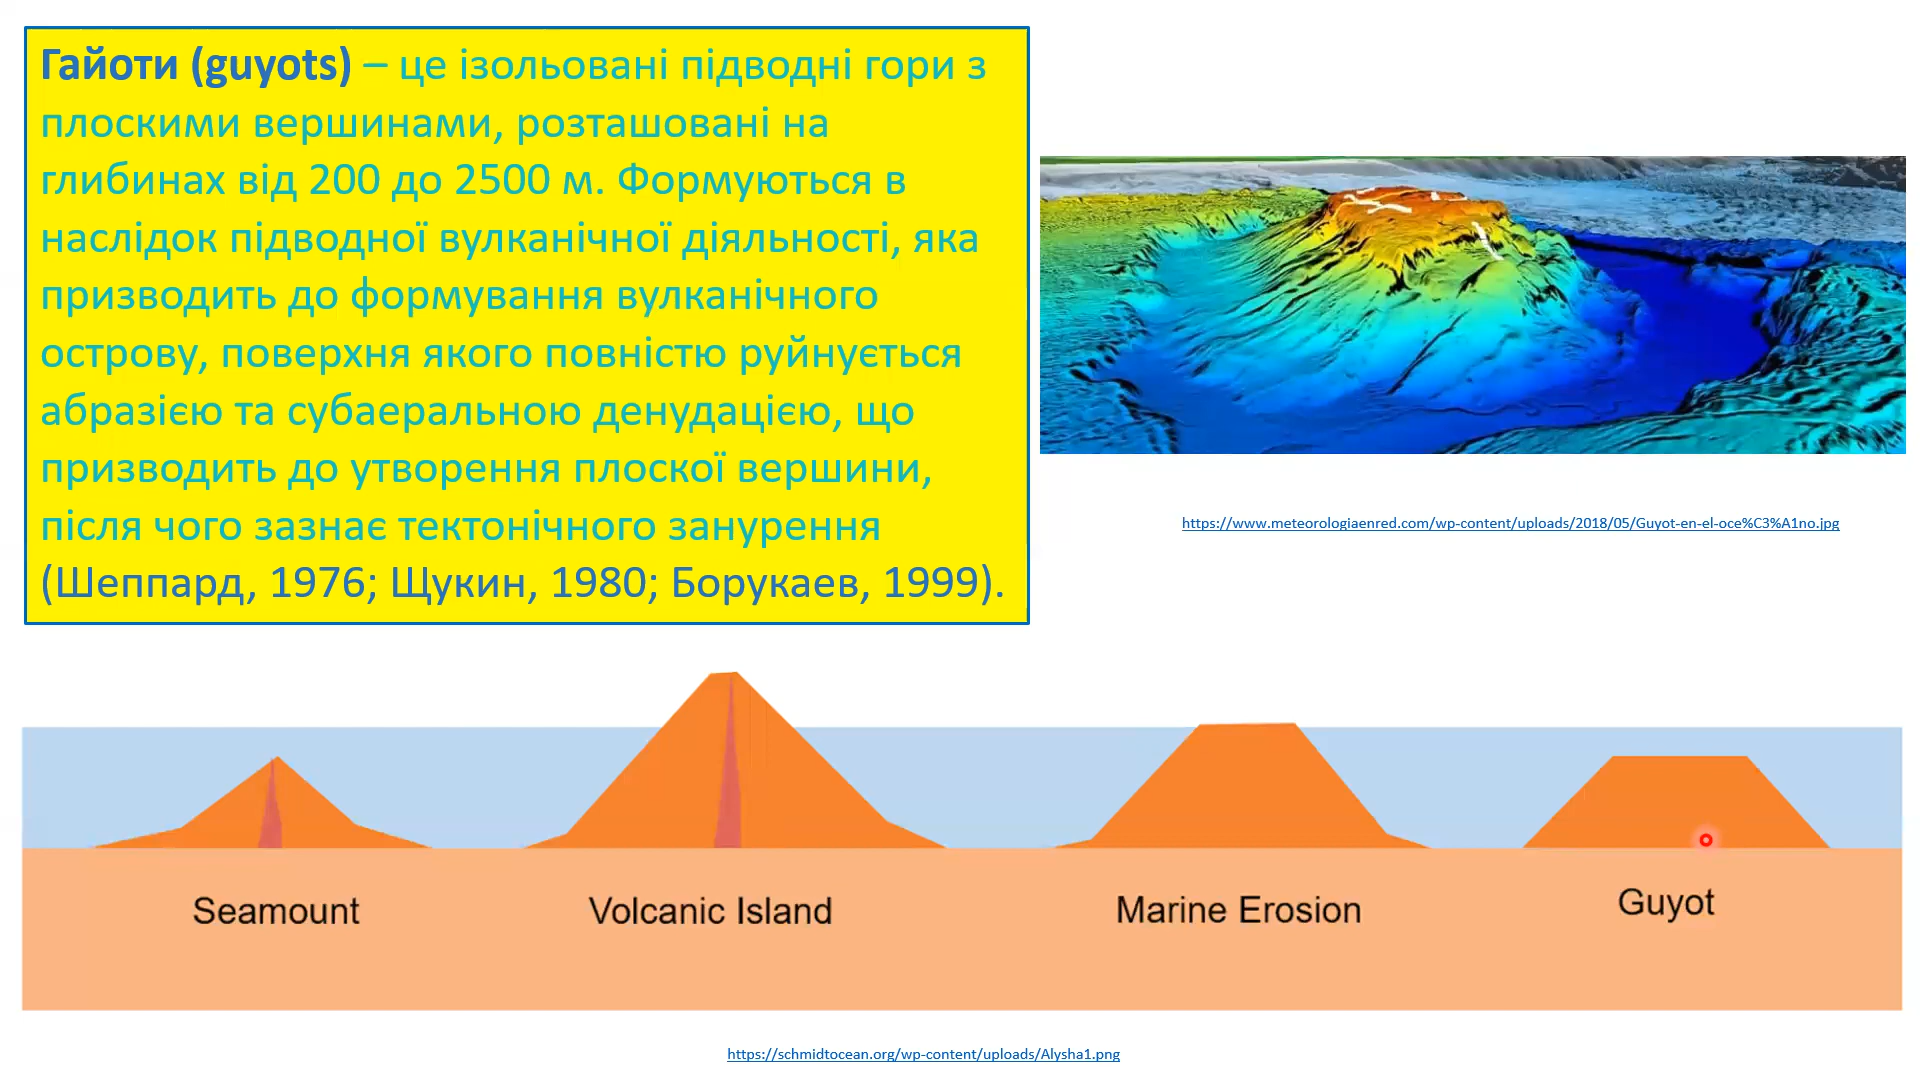 Гайоти (guyots) – це ізольовані підводні гори з
плоскими вершинами, розташовані на
глибинах від 200 до 2500 м. Формуються в
наслідок підводної вулканічної діяльності, яка
призводить до формування вулканічного
острову, поверхня якого повністю руйнується
абразією та субаеральною денудацією, що
призводить до утворення плоскої вершини,
після чого зазнає тектонічного занурення
(Шеппард, 1976; Щукин, 1980; Борукаев, 1999).
https://www.meteorologiaenred.com/wp-content/uploads/2018/05/Guyot-en-el-oce%C3%A1no.jpg
Seamount
Volcanic Island
Marine Erosion
Guyot
https://schmidtocean.org/wp-content/uploads/Alysha1.png